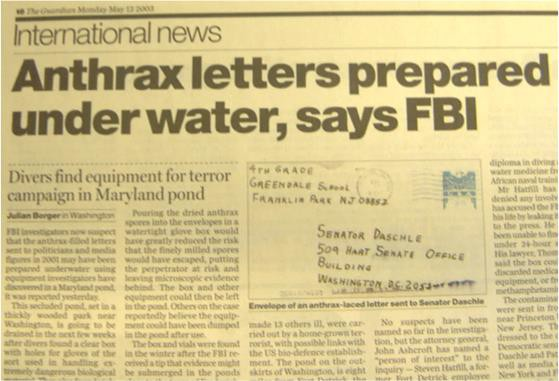 10 The Guardian Monday May 12 2003
International news
Anthrax letters prepared
under water, says FBI
Divers find equipment for terror
campaign in Maryland pond
Julian Borger in Washington
FBI investigators now suspect
that the anthrax-filled letters
sent to politicians and media
figures in 2001 may have been
prepared underwater using
equipment investigators have
discovered in a Maryland pond,
it was reported yesterday.
This secluded pond, set in a
thickly wooded park near
Washington, is going to be
drained in the next few weeks
after divers found a clear box
with holes for gloves of the
sort used in handling ex-
tremely dangerous biological
Pouring the dried anthrax
spores into the envelopes in a
watertight glove box would
have greatly reduced the risk
that the finely milled spores
would have escaped, putting
the perpetrator at risk and
leaving microscopic evidence
behind. The box and other
equipment could then be left
in the pond. Others on the case
reportedly believe the equip-
ment could have been dumped
in the pond after use.
The box and vials were found
in the winter after the FBI re-
ceived a tip that evidence might
be submerged in the ponds
4TH GRADE
GREENDALE SCHOOL
FRANKLIN PARK NJ 08852
SENATOR DASCHLE
509 HART SENATE OFFICE
BUILDING
WASHINGTON D.C. 20510
Envelope of an anthrax-laced letter sent to Senator Daschle
made 13 others ill, were car-
ried out by a home-grown ter-
rorist, with possible links with
the US bio-defence establish-
ment. The pond on the out-
skirts of Washington, is eight
No suspects have been
named so far in the investiga-
tion, but the attorney general,
John Ashcroft has named a
"person of interest" to the
inquiry — Steven Hatfill, a for-
mer Fort Detrick employee
diploma in diving
water medicine fr
African naval traini
Mr Hatfill has
denied any involv
has accused the FB
his life by leaking
to the press. He
been unable to fin
under 24-hour
His lawyer, Thom
said the box cou
discarded medica
equipment, or fr
methamphetam
The contamina
were sent in fro
near Princeton
New Jersey. T
dressed to the
Democratic sen
Daschle and Pa
well as media
New York and